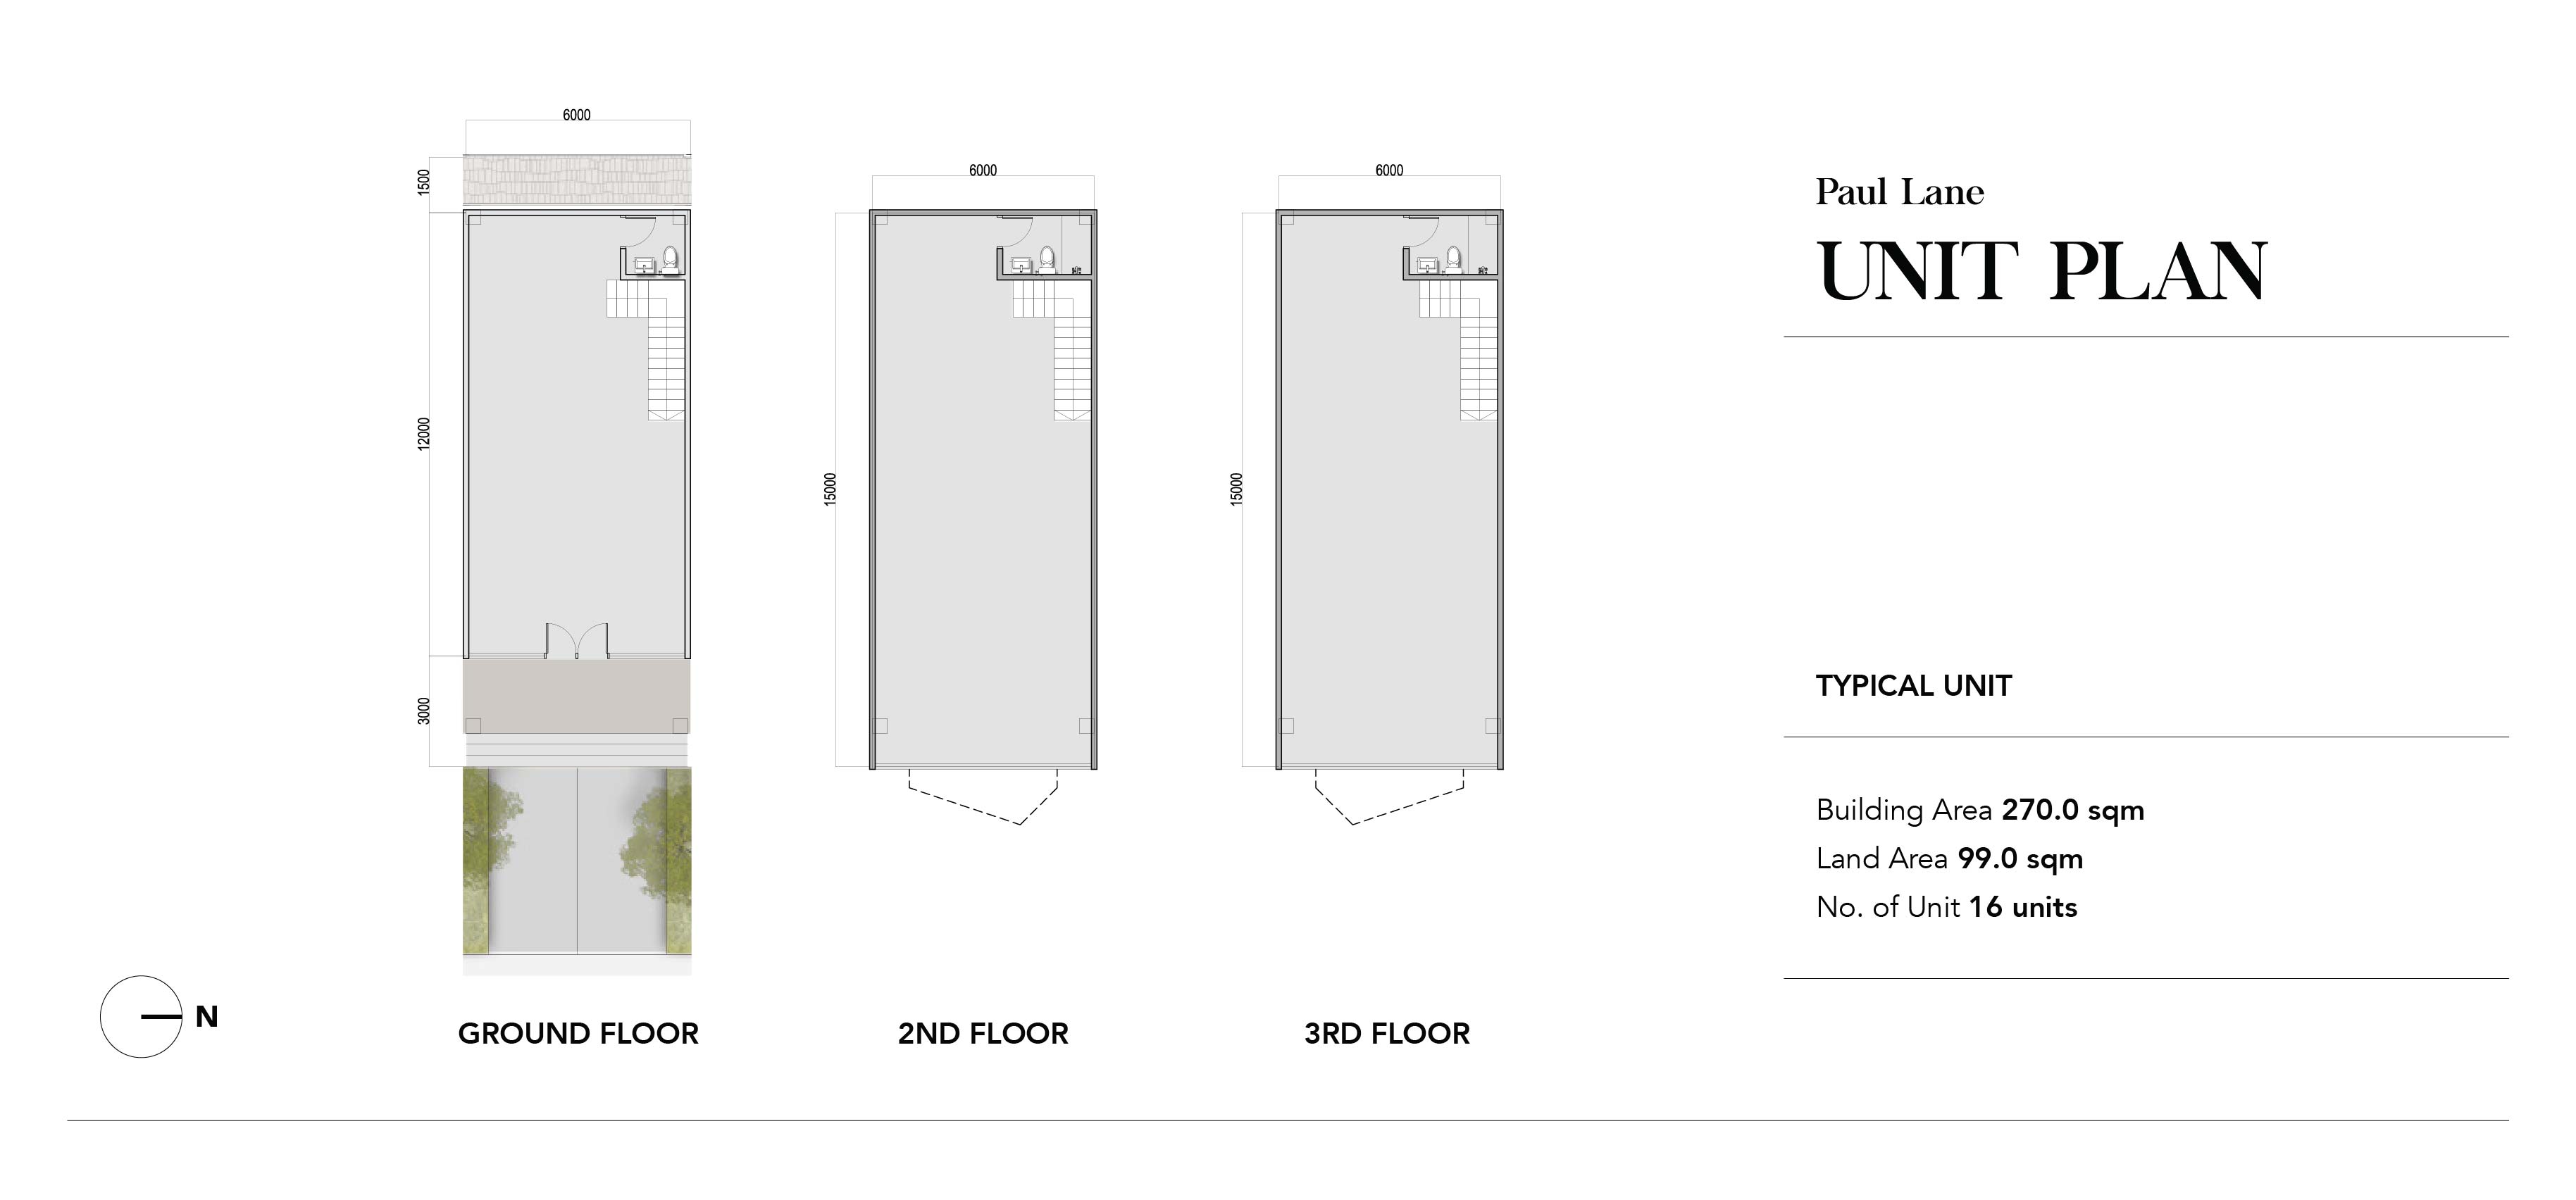 6000
1500
12000
3000
GROUND FLOOR
6000
15000
2ND FLOOR
6000
15000
3RD FLOOR
N
Paul Lane
UNIT PLAN
TYPICAL UNIT
Building Area 270.0 sqm
Land Area 99.0 sqm
No. of Unit 16 units